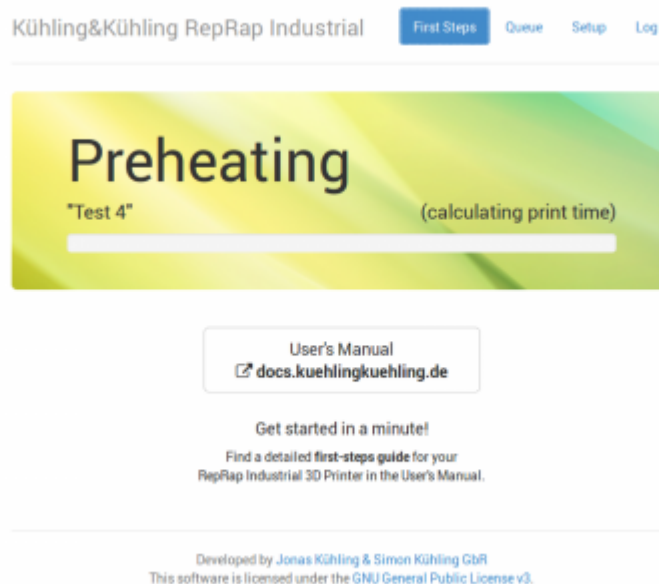 Kühling&Kühling RepRap Industrial First Steps Queue Setup Log
Preheating
"Test 4" (calculating print time)
User's Manual
docs.kuehlingkuehling.de
Get started in a minute!
Find a detailed first-steps guide for your
RepRap Industrial 3D Printer in the User's Manual.
Developed by Jonas Kühling & Simon Kühling GbR
This software is licensed under the GNU General Public License v3.